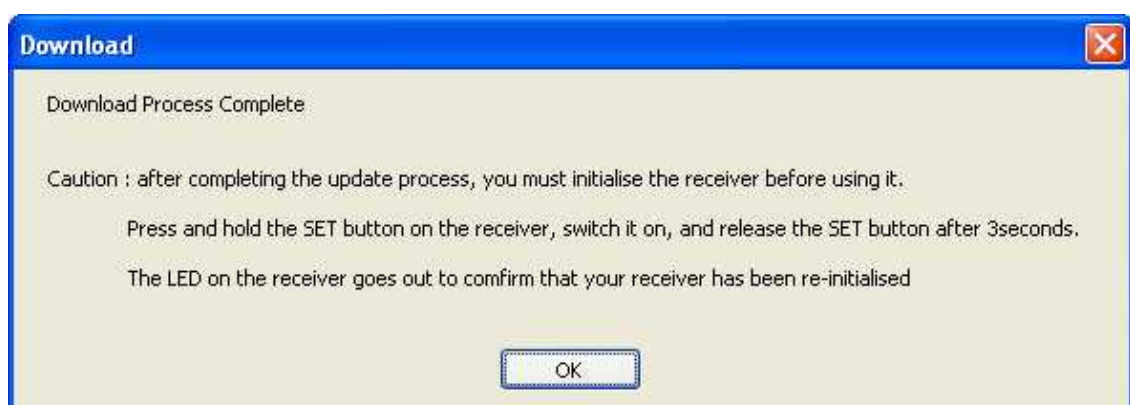 Download
Download Process Complete
Caution : after completing the update process, you must initialise the receiver before using it.
Press and hold the SET button on the receiver, switch it on, and release the SET button after 3seconds.
The LED on the receiver goes out to comfirm that your receiver has been re-initialised
OK